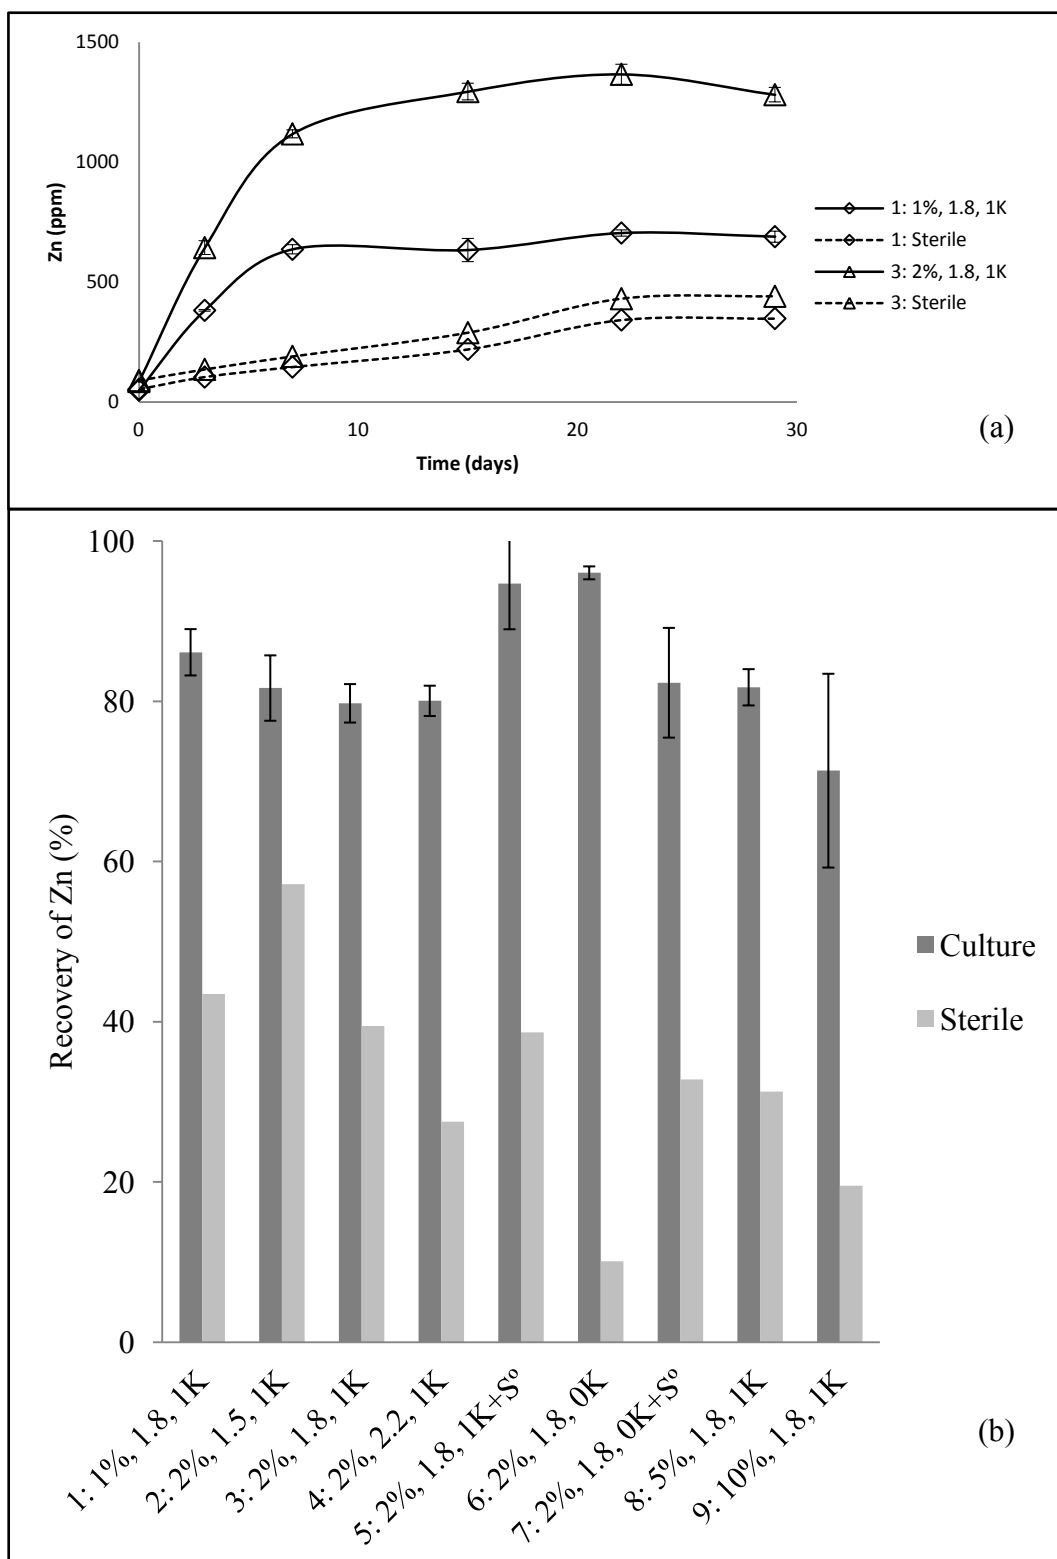 1500
1000
500
0
Zn (ppm)
0
10
20
30
Time (days)
1: 1%, 1.8, 1K
1: Sterile
3: 2%, 1.8, 1K
3: Sterile
(a)
100
80
60
40
20
0
Recovery of Zn (%)
Culture
Sterile
1: 1%, 1.8, 1K
2: 2%, 1.5, 1K
3: 2%, 1.8, 1K
4: 2%, 2.2, 1K
5: 2%, 1.8, 1K+Sº
6: 2%, 1.8, 0K
7: 2%, 1.8, 0K+Sº
8: 5%, 1.8, 1K
9: 10%, 1.8, 1K
(b)